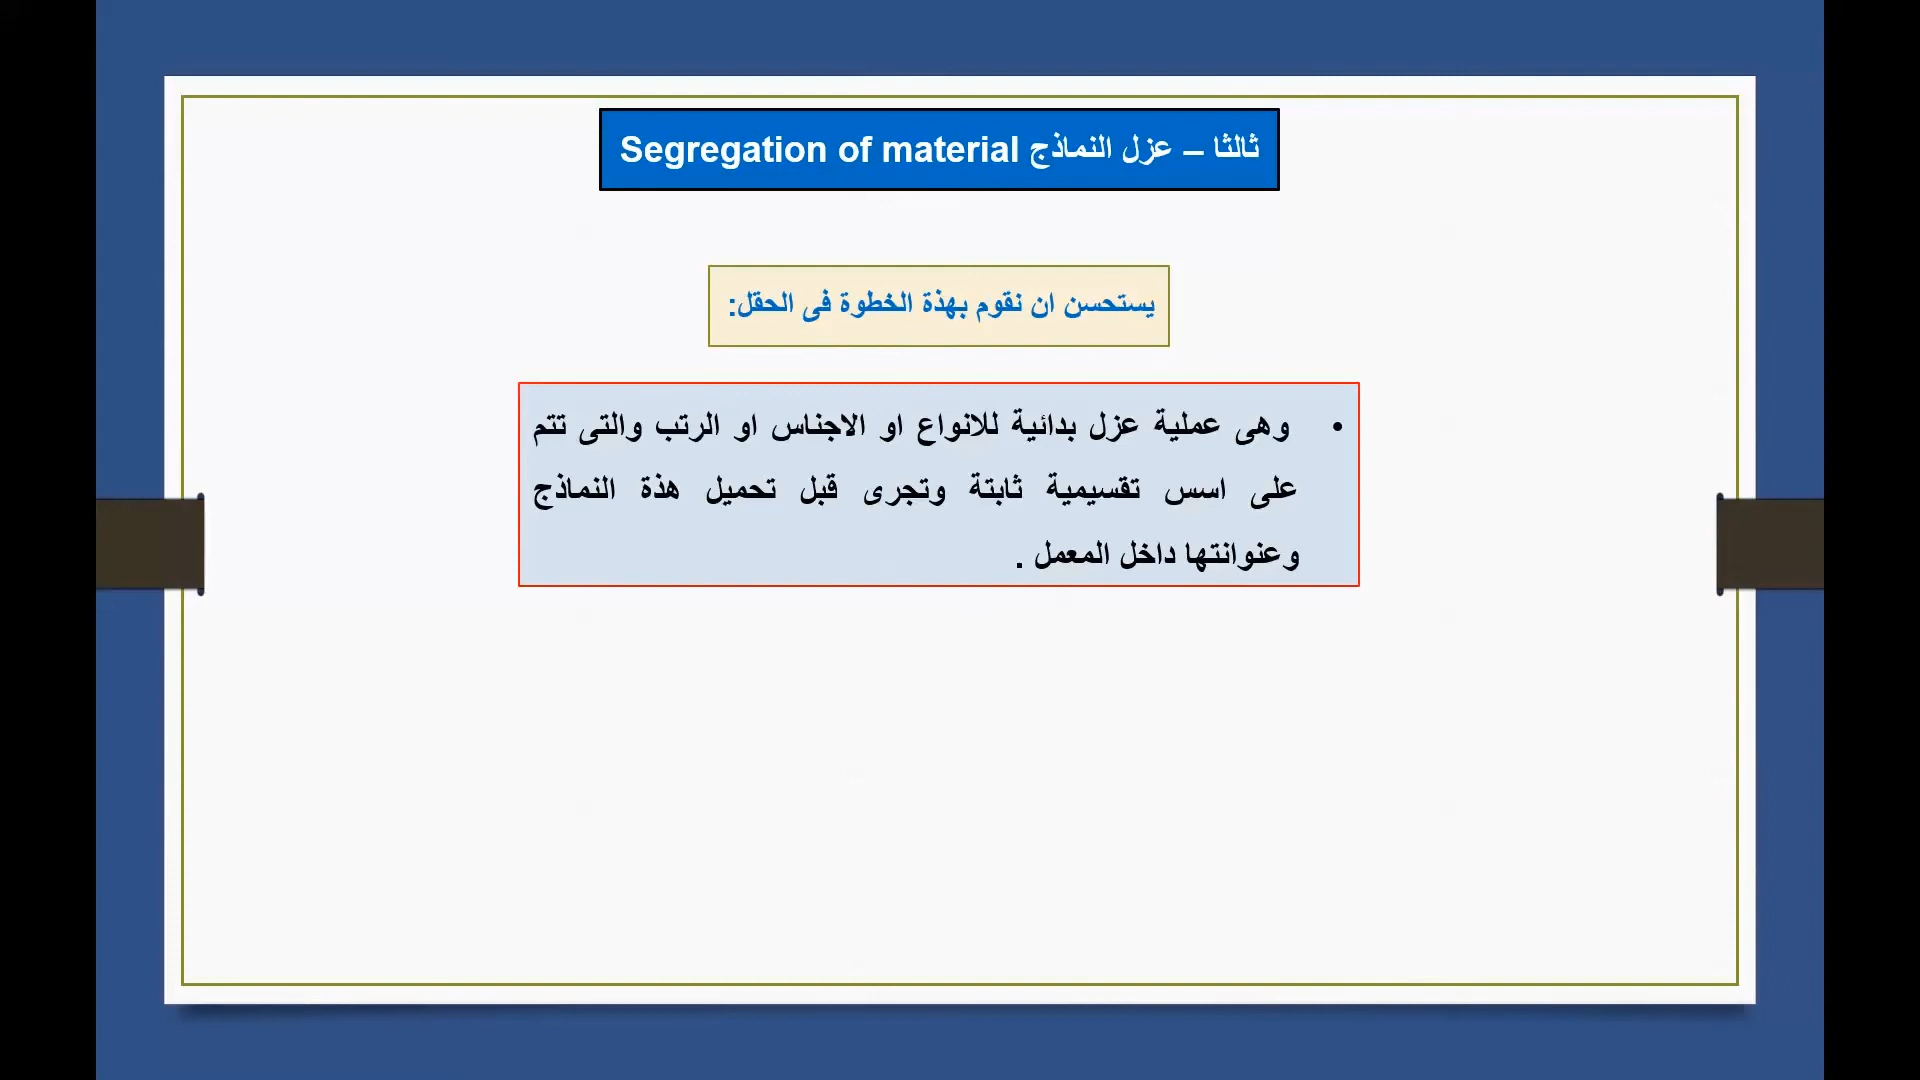 ثالثا – عزل النماذج Segregation of material
يستحسن ان نقوم بهذة الخطوة فى الحقل:
• وهى عملية عزل بدائية للانواع او الاجناس او الرتب والتى تتم
على اسس تقسيمية ثابتة وتجرى قبل تحميل هذة النماذج
وعنوانتها داخل المعمل .